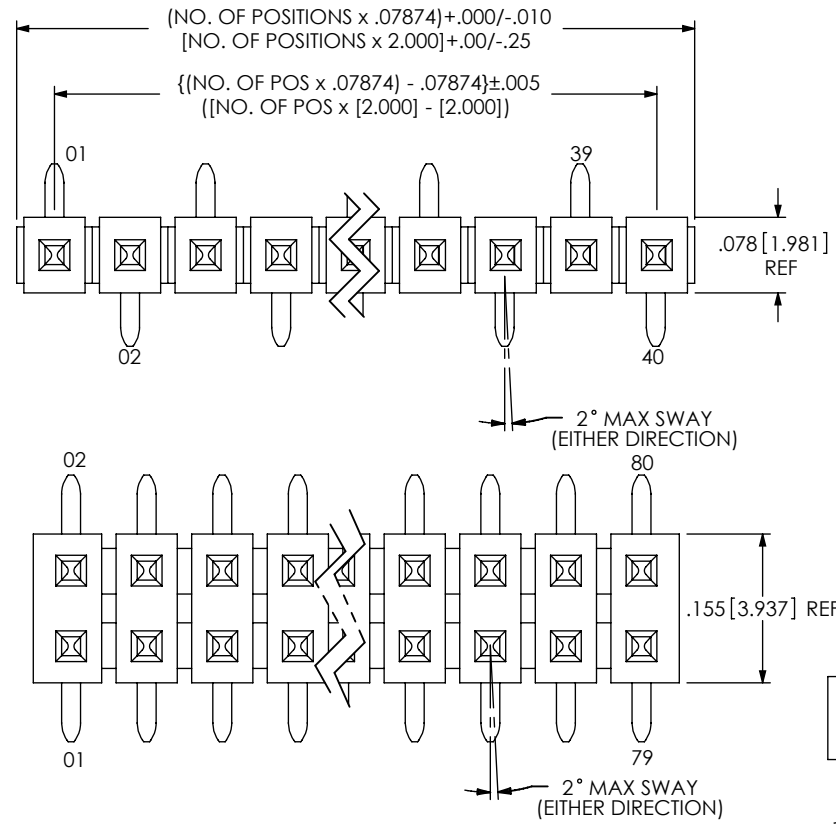 (NO. OF POSITIONS x .07874)+.000/-.010
[NO. OF POSITIONS x 2.000]+.00/-.25
{(NO. OF POS x .07874) - .07874}±.005
([NO. OF POS x [2.000] - [2.000])
01
39
.078[1.981]
REF
02
40
2° MAX SWAY
(EITHER DIRECTION)
02
80
.155[3.937] REF
01
79
2° MAX SWAY
(EITHER DIRECTION)